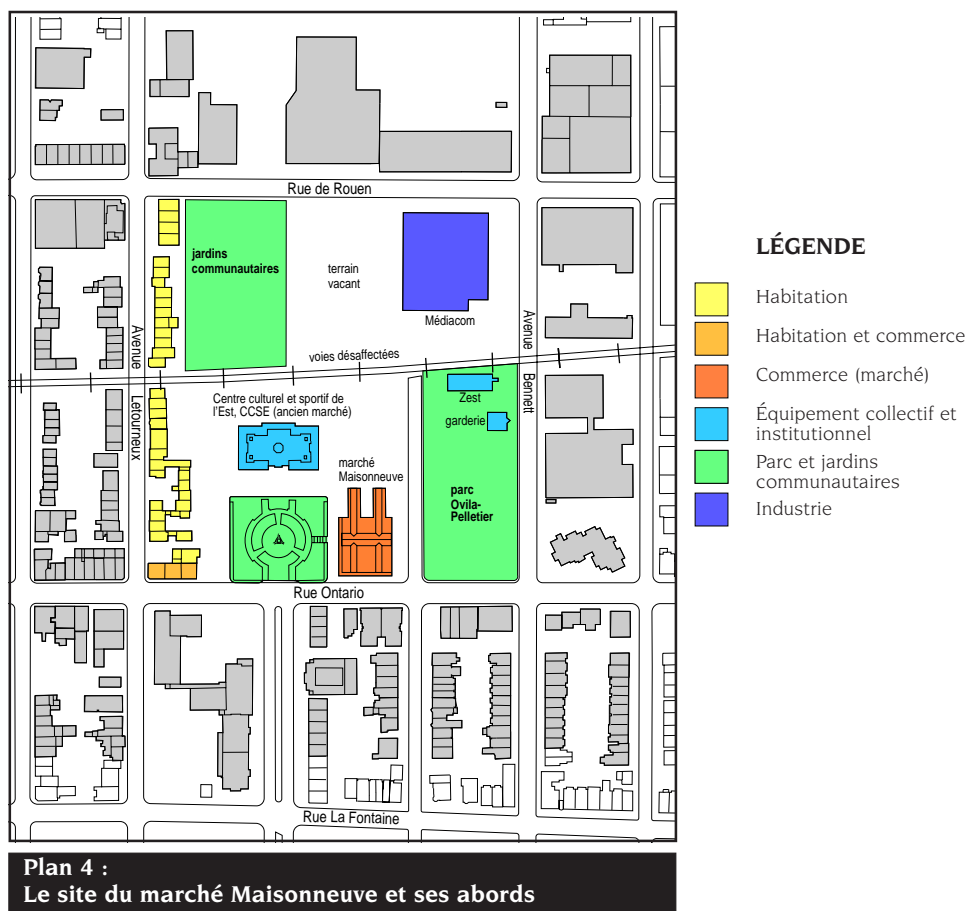 Rue de Rouen
jardins
communautaires
terrain
vacant
Médiacom
Avenue
Avenue
voies désaffectées
Bennett
Letourneux
Centre culturel et sportif de
l'Est, CCSE (ancien marché)
Zest
garderie
marché
Maisonneuve
parc
Ovila-
Pelletier
Rue Ontario
Rue La Fontaine
LÉGENDE
Habitation
Habitation et commerce
Commerce (marché)
Équipement collectif et
institutionnel
Parc et jardins
communautaires
Industrie
Plan 4 :
Le site du marché Maisonneuve et ses abords